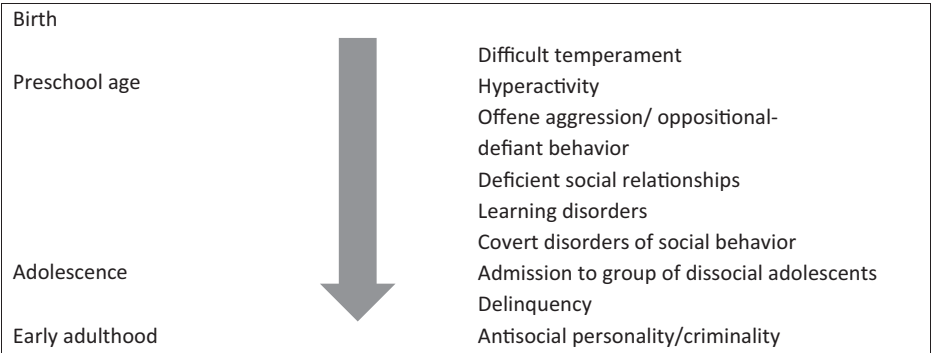 Birth
Difficult temperament
Preschool age
Hyperactivity
Offene aggression/ oppositional-
defiant behavior
Deficient social relationships
Learning disorders
Covert disorders of social behavior
Adolescence
Admission to group of dissocial adolescents
Delinquency
Early adulthood
Antisocial personality/criminality